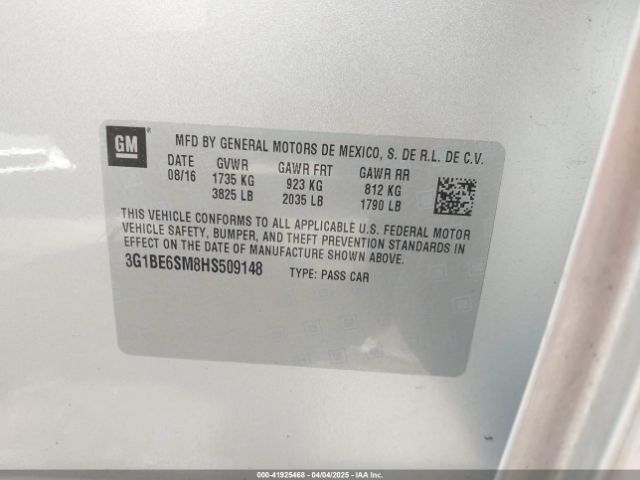 GM
MFD BY GENERAL MOTORS DE MEXICO, S. DE R.L. DE C.V.
DATE GVWR GAWR FRT GAWR RR
08/16 1735 KG 923 KG 812 KG
3825 LB 2035 LB 1790 LB
THIS VEHICLE CONFORMS TO ALL APPLICABLE U.S. FEDERAL MOTOR
VEHICLE SAFETY, BUMPER, AND THEFT PREVENTION STANDARDS IN
EFFECT ON THE DATE OF MANUFACTURE SHOWN ABOVE.
3G1BE6SM8HS509148 TYPE: PASS CAR
000-41925468 - 04/04/2025 - IAAI.COM